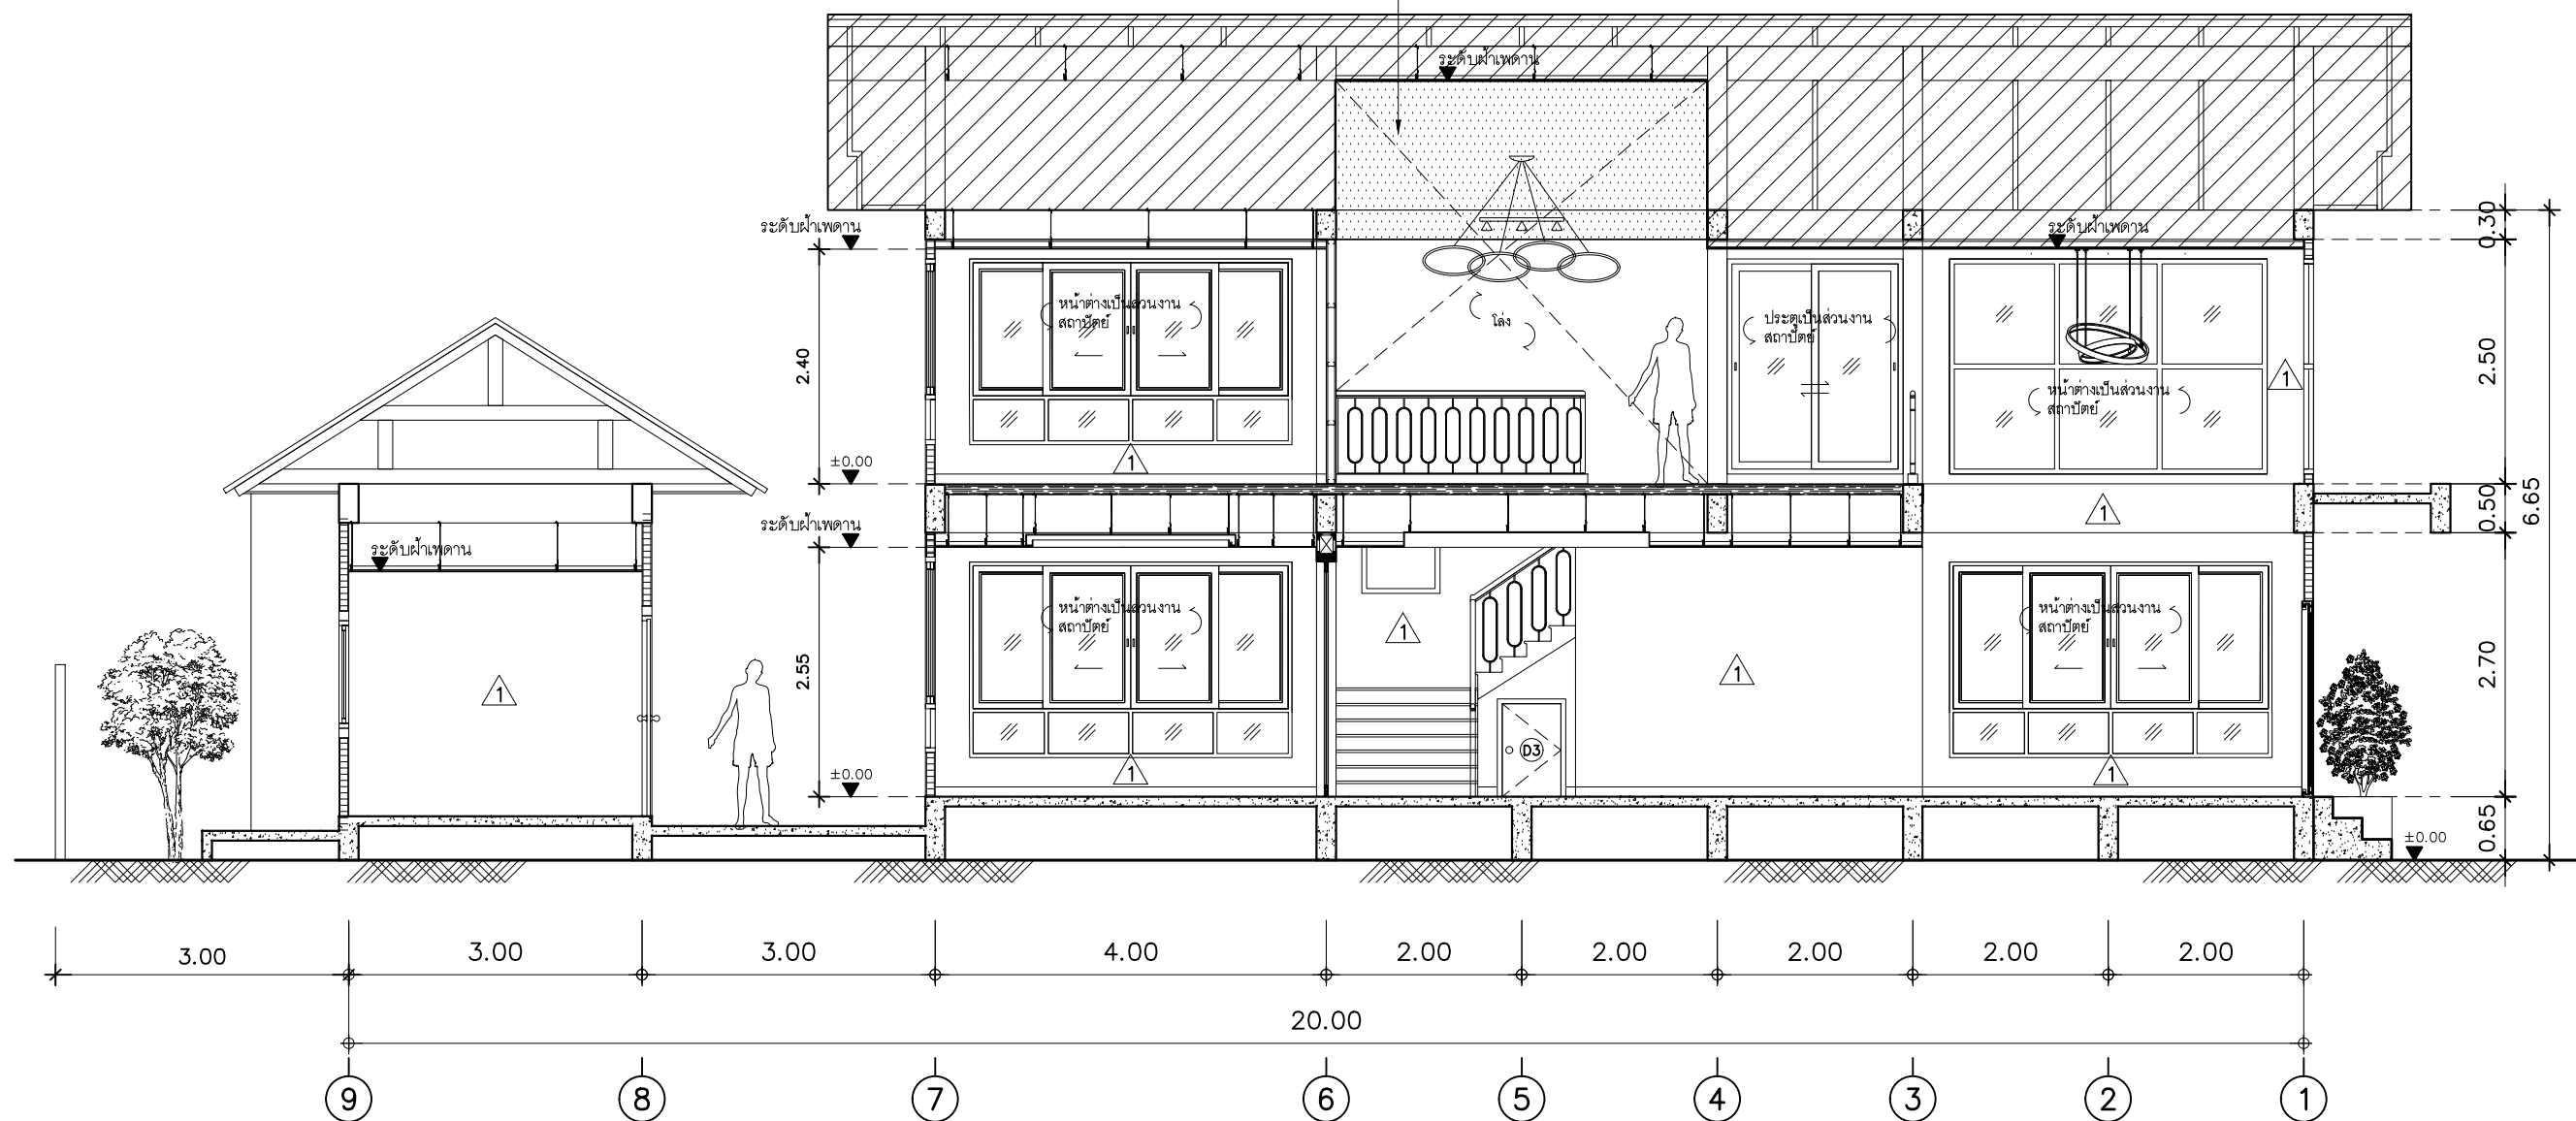 ระดับฝ้าเพดาน
ระดับฝ้าเพดาน
ระดับฝ้าเพดาน
0.30
หน้าต่างเป็นส่วนงาน
สถาปัตย์
โล่ง
ประตูเป็นส่วนงาน
สถาปัตย์
2.40
2.50
1
หน้าต่างเป็นส่วนงาน
สถาปัตย์
±0.00
1
1
0.50
6.65
ระดับฝ้าเพดาน
ระดับฝ้าเพดาน
หน้าต่างเป็นส่วนงาน
สถาปัตย์
1
หน้าต่างเป็นส่วนงาน
สถาปัตย์
2.55
1
1
2.70
D3
±0.00
1
1
0.65
±0.00
3.00
3.00
3.00
4.00
2.00
2.00
2.00
2.00
2.00
20.00
9
8
7
6
5
4
3
2
1